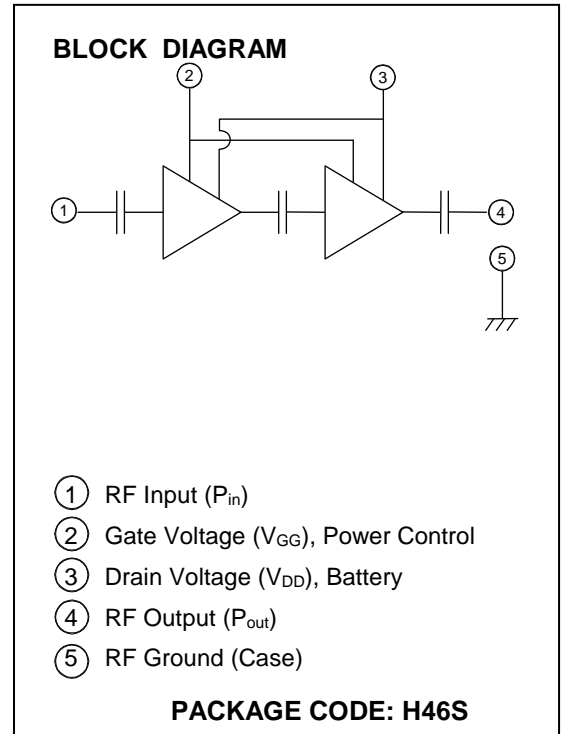 BLOCK DIAGRAM
2 3
1 4
5
1 RF Input (Pin)
2 Gate Voltage (VGG), Power Control
3 Drain Voltage (VDD), Battery
4 RF Output (Pout)
5 RF Ground (Case)
PACKAGE CODE: H46S